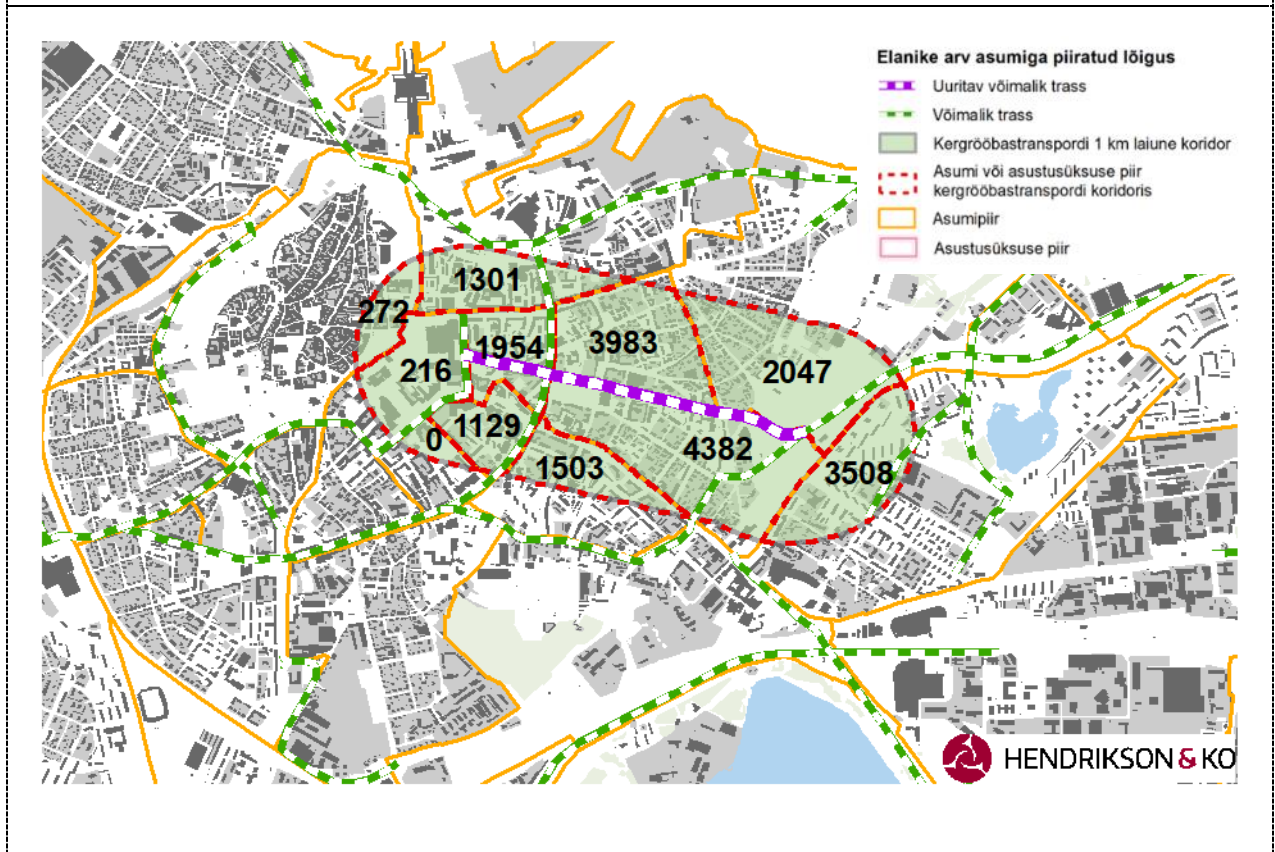 Elanike arv asumiga piiratud lõigus
Uuritav võimalik trass
Võimalik trass
Kergrööbastranspordi 1 km laiune koridor
Asumi või asustusüksuse piir
kergrööbastranspordi koridoris
Asumipiir
Asustusüksuse piir
1301
272
1954
3983
216
2047
1129
0
4382
1503
3508
HENDRIKSON & KO